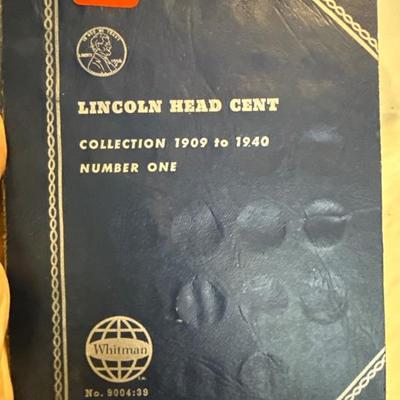 LINCOLN HEAD CENT
COLLECTION 1909 to 1940
NUMBER ONE
Whitman
No. 9004:39